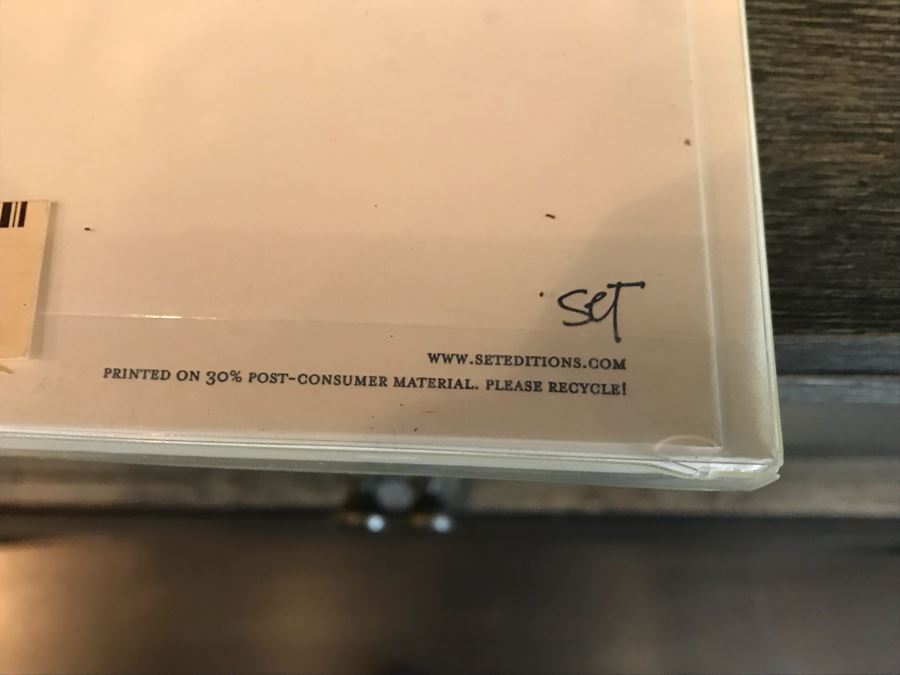 SET
WWW.SETEDITIONS.COM
PRINTED ON 30% POST-CONSUMER MATERIAL. PLEASE RECYCLE!